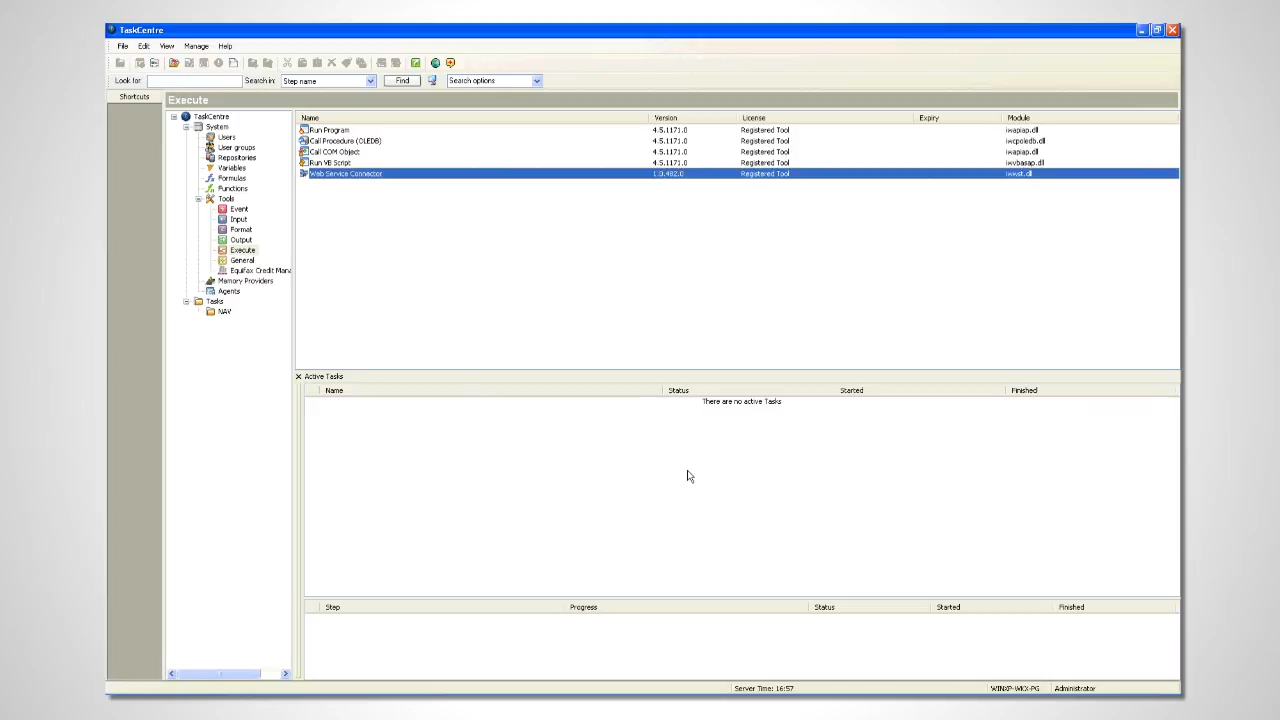 TaskCentre
File Edit View Manage Help
Look for: Search in: Step name Find Search options
Shortcuts
Execute
TaskCentre
System
Users
User groups
Repositories
Variables
Formulas
Functions
Tools
Event
Input
Format
Output
Execute
General
Equifax Credit Mana
Memory Providers
Agents
Tasks
NAV
Name Version License Expiry Module
Run Program 4.5.1171.0 Registered Tool iwapiap.dll
Call Procedure (OLEDB) 4.5.1171.0 Registered Tool iwcpoledb.dll
Call COM Object 4.5.1171.0 Registered Tool iwapiap.dll
Run VB Script 4.5.1171.0 Registered Tool iwvbasap.dll
Web Service Connector 1.0.482.0 Registered Tool iwwst.dll
Active Tasks
Name Status Started Finished
There are no active Tasks
Step Progress Status Started Finished
Server Time: 16:57 WINXP-WKX-PG Administrator